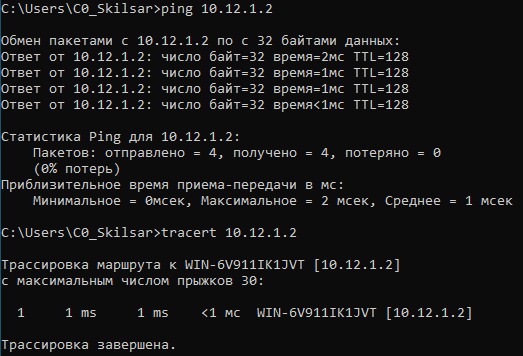 C:\Users\C0_Skilsar>ping 10.12.1.2
Обмен пакетами с 10.12.1.2 по с 32 байтами данных:
Ответ от 10.12.1.2: число байт=32 время=2мс TTL=128
Ответ от 10.12.1.2: число байт=32 время=1мс TTL=128
Ответ от 10.12.1.2: число байт=32 время=1мс TTL=128
Ответ от 10.12.1.2: число байт=32 время<1мс TTL=128
Статистика Ping для 10.12.1.2:
Пакетов: отправлено = 4, получено = 4, потеряно = 0
(0% потерь)
Приблизительное время приема-передачи в мс:
Минимальное = 0мсек, Максимальное = 2 мсек, Среднее = 1 мсек
C:\Users\C0_Skilsar>tracert 10.12.1.2
Трассировка маршрута к WIN-6V911IK1JVT [10.12.1.2]
с максимальным числом прыжков 30:
1 1 ms 1 ms <1 мс WIN-6V911IK1JVT [10.12.1.2]
Трассировка завершена.